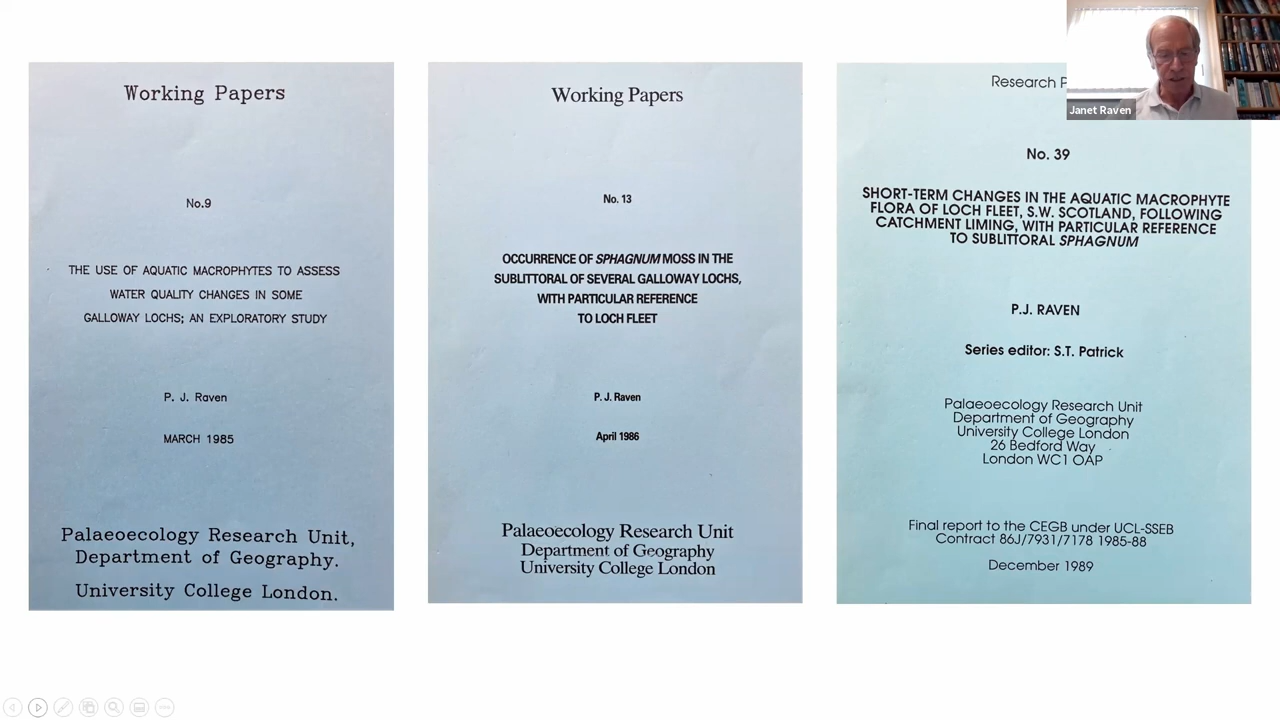 Working Papers
No.9
THE USE OF AQUATIC MACROPHYTES TO ASSESS
WATER QUALITY CHANGES IN SOME
GALLOWAY LOCHS; AN EXPLORATORY STUDY
P. J. Raven
MARCH 1985
Palaeoecology Research Unit,
Department of Geography.
University College London.
Working Papers
No. 13
OCCURRENCE OF SPHAGNUM MOSS IN THE
SUBLITTORAL OF SEVERAL GALLOWAY LOCHS,
WITH PARTICULAR REFERENCE
TO LOCH FLEET
P. J. Raven
April 1986
Palaeoecology Research Unit
Department of Geography
University College London
Research
No. 39
SHORT-TERM CHANGES IN THE AQUATIC MACROPHYTE
FLORA OF LOCH FLEET, S.W. SCOTLAND, FOLLOWING
CATCHMENT LIMING, WITH PARTICULAR REFERENCE
TO SUBLITTORAL SPHAGNUM
P.J. RAVEN
Series editor: S.T. Patrick
Palaeoecology Research Unit
Department of Geography
University College London
26 Bedford Way
London WC1 OAP
Final report to the CEGB under UCL-SSEB
Contract 86J/7931/7178 1985-88
December 1989
Janet Raven